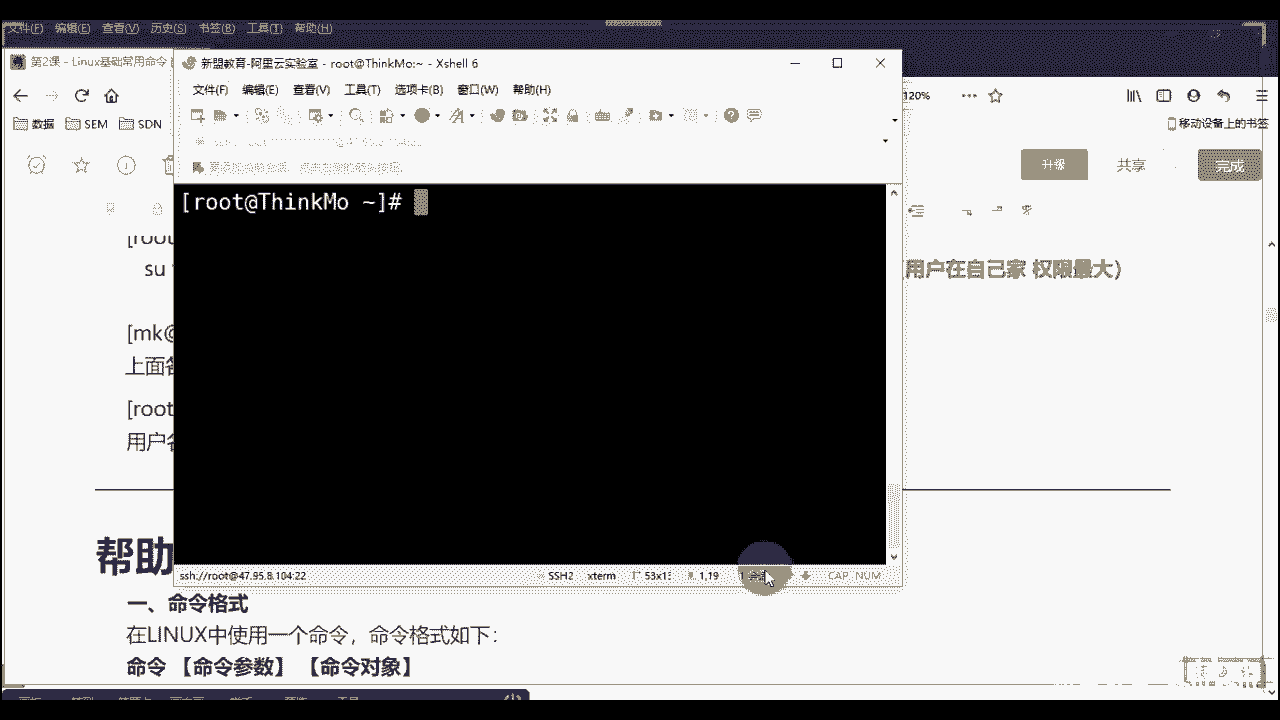 文件(F) 编辑(E) 查看(V) 历史(S) 书签(B) 工具(T) 帮助(H)
第2课 - Linux基础常用命令
新盟教育-阿里云实验室 - root@ThinkMo:~ - Xshell 6
文件(F) 编辑(E) 查看(V) 工具(T) 选项卡(B) 窗口(W) 帮助(H)
120%
数据 SEM SDN
移动设备上的书签
升级 共享 完成
[root@ThinkMo ~]#
[root
su
用户在自己家 权限最大）
[mk@
上面
[root
用户
ssh://root@47.95.8.104:22 SSH2 xterm 1,19 CAP NUM
帮助
一、命令格式
在LINUX中使用一个命令，命令格式如下：
命令 【命令参数】 【命令对象】